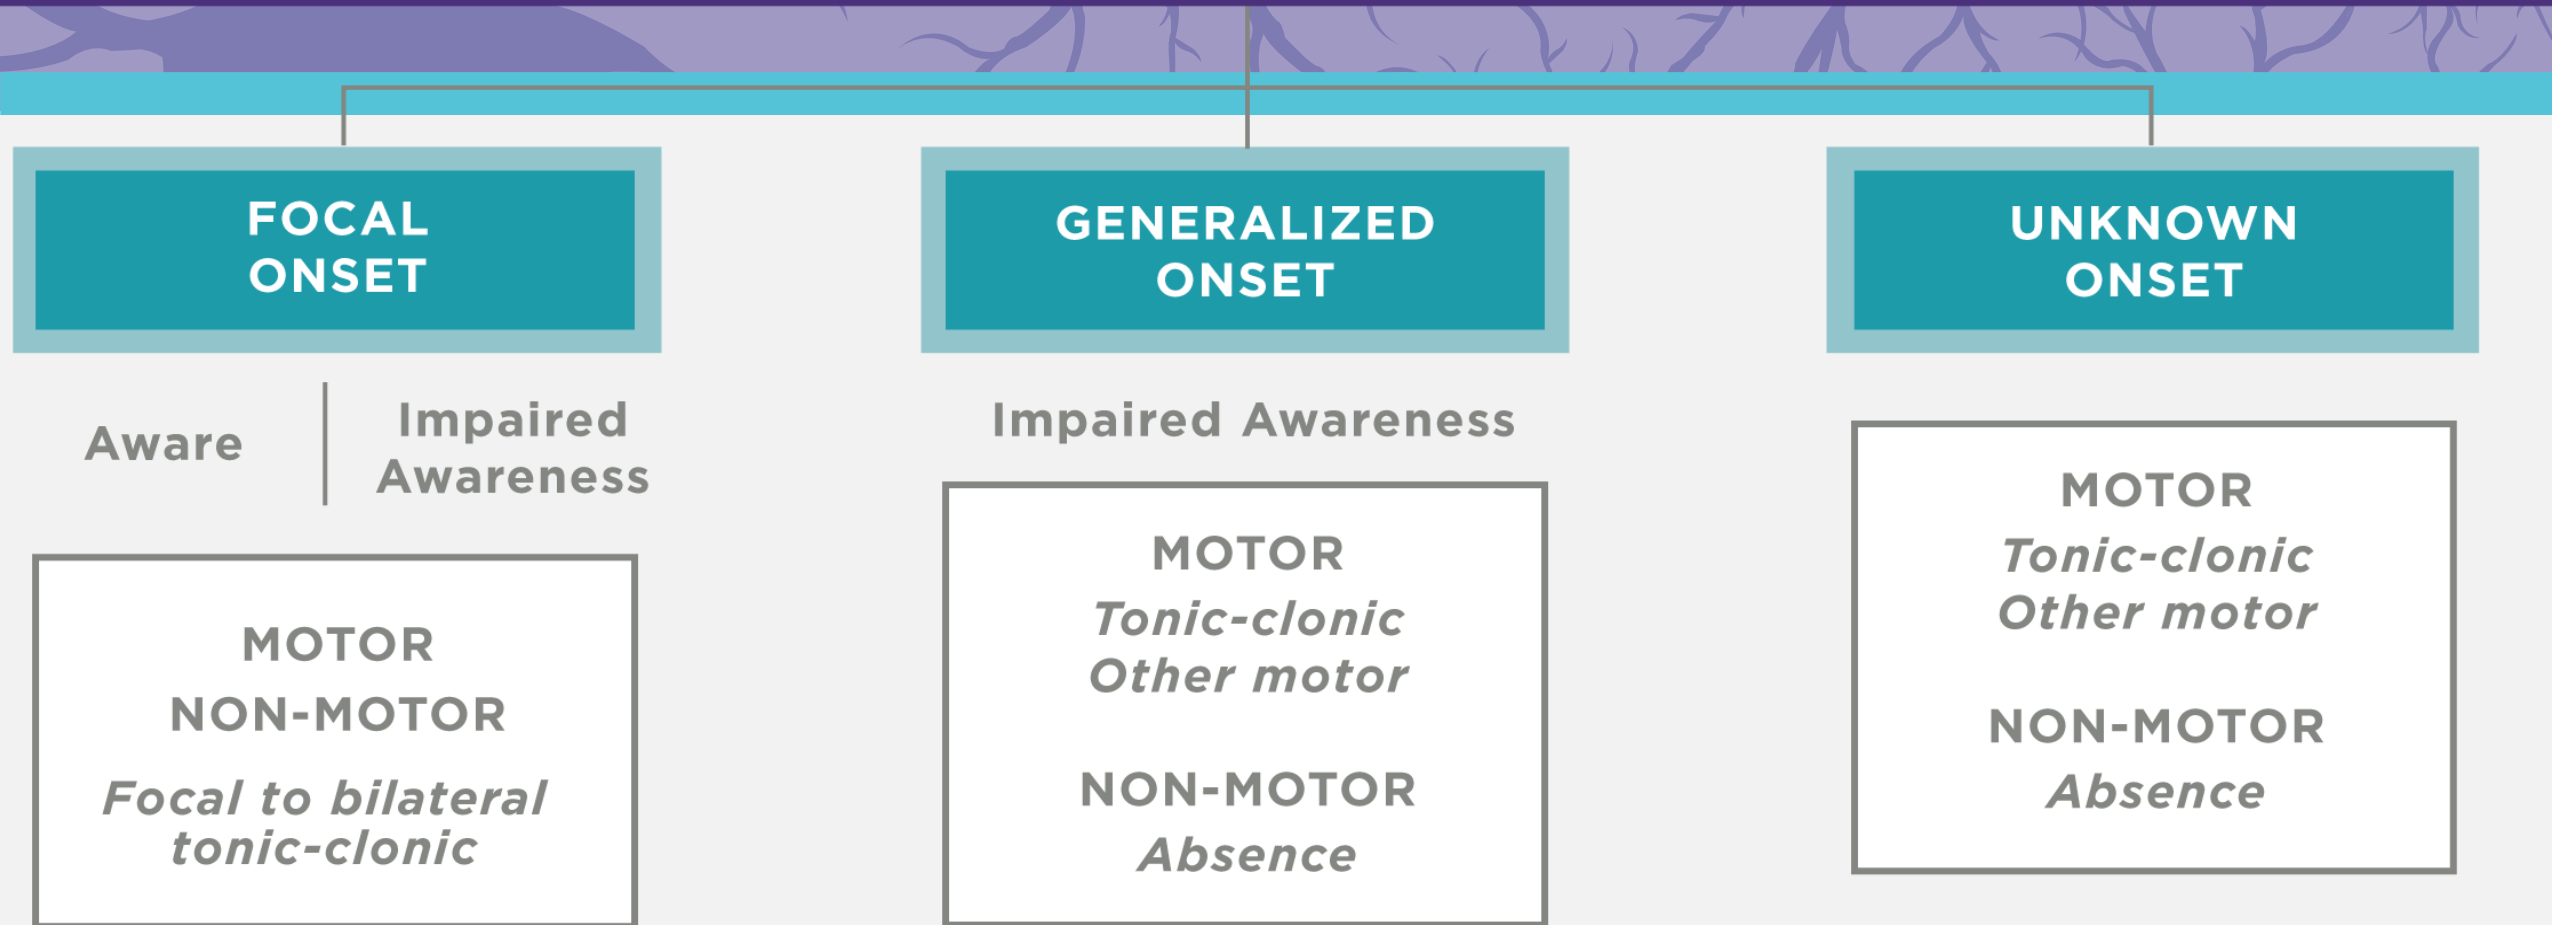 FOCAL
ONSET
Aware
Impaired
Awareness
MOTOR
NON-MOTOR
Focal to bilateral
tonic-clonic
GENERALIZED
ONSET
Impaired Awareness
MOTOR
Tonic-clonic
Other motor
NON-MOTOR
Absence
UNKNOWN
ONSET
MOTOR
Tonic-clonic
Other motor
NON-MOTOR
Absence